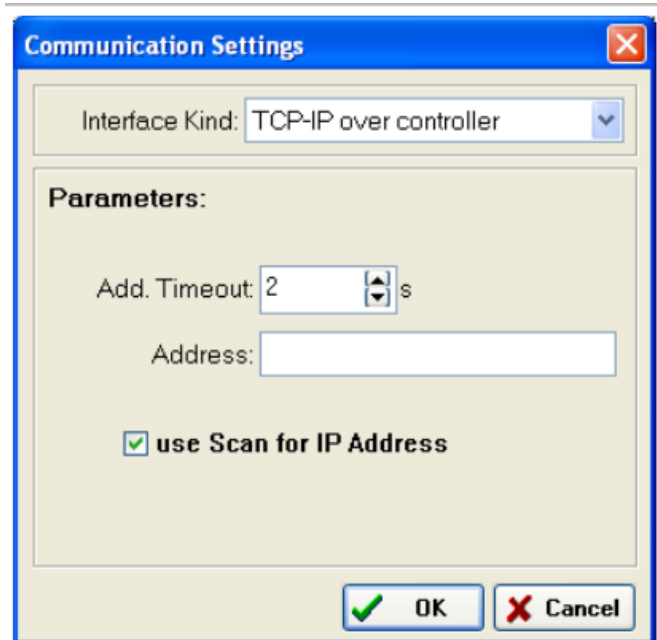 Communication Settings
Interface Kind: TCP-IP over controller
Parameters:
Add. Timeout: 2 s
Address:
use Scan for IP Address
OK Cancel